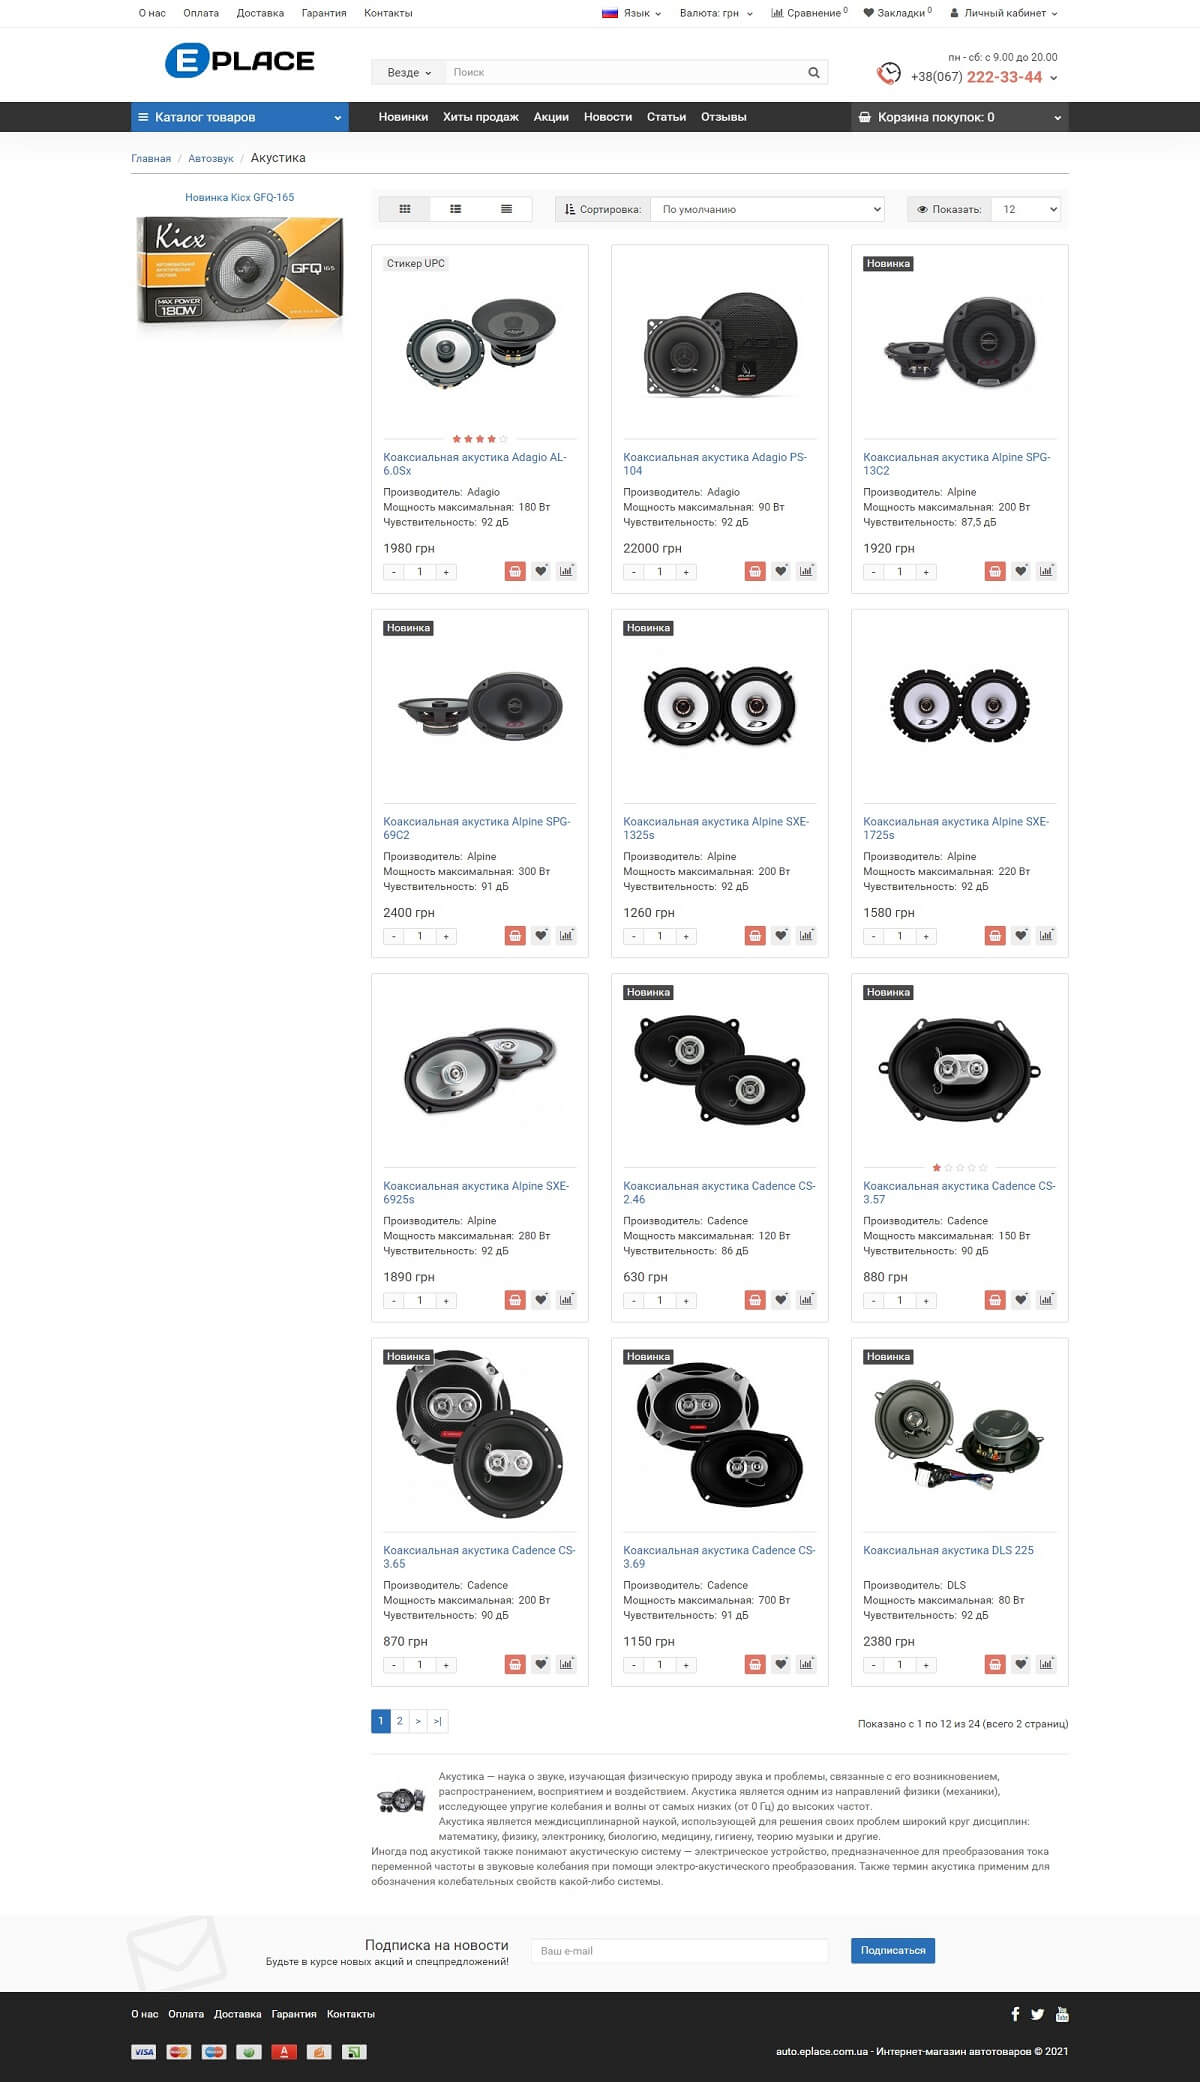 О нас Оплата Доставка Гарантия Контакты Язык Валюта: грн Сравнение 0 Закладки 0 Личный кабинет
EPLACE
Везде Поиск
пн - сб: с 9.00 до 20.00
+38(067) 222-33-44
Каталог товаров Новинки Хиты продаж Акции Новости Статьи Отзывы Корзина покупок: 0
Главная / Автозвук / Акустика
Новинка Kicx GFQ-165
Kicx
GFQ 165
MAX POWER
180W
Сортировка: По умолчанию Показать: 12
Стикер UPC
Новинка
Коаксиальная акустика Adagio AL-
6.0Sx
Производитель: Adagio
Мощность максимальная: 180 Вт
Чувствительность: 92 дБ
1980 грн
- 1 +
Коаксиальная акустика Adagio PS-
104
Производитель: Adagio
Мощность максимальная: 90 Вт
Чувствительность: 92 дБ
22000 грн
- 1 +
Коаксиальная акустика Alpine SPG-
13C2
Производитель: Alpine
Мощность максимальная: 200 Вт
Чувствительность: 87,5 дБ
1920 грн
- 1 +
Новинка
Коаксиальная акустика Alpine SPG-
69C2
Производитель: Alpine
Мощность максимальная: 300 Вт
Чувствительность: 91 дБ
2400 грн
- 1 +
Новинка
Коаксиальная акустика Alpine SXE-
1325s
Производитель: Alpine
Мощность максимальная: 200 Вт
Чувствительность: 92 дБ
1260 грн
- 1 +
Коаксиальная акустика Alpine SXE-
1725s
Производитель: Alpine
Мощность максимальная: 220 Вт
Чувствительность: 92 дБ
1580 грн
- 1 +
Коаксиальная акустика Alpine SXE-
6925s
Производитель: Alpine
Мощность максимальная: 280 Вт
Чувствительность: 92 дБ
1890 грн
- 1 +
Новинка
Коаксиальная акустика Cadence CS-
2.46
Производитель: Cadence
Мощность максимальная: 120 Вт
Чувствительность: 86 дБ
630 грн
- 1 +
Новинка
Коаксиальная акустика Cadence CS-
3.57
Производитель: Cadence
Мощность максимальная: 150 Вт
Чувствительность: 90 дБ
880 грн
- 1 +
Новинка
Коаксиальная акустика Cadence CS-
3.65
Производитель: Cadence
Мощность максимальная: 200 Вт
Чувствительность: 90 дБ
870 грн
- 1 +
Новинка
Коаксиальная акустика Cadence CS-
3.69
Производитель: Cadence
Мощность максимальная: 700 Вт
Чувствительность: 91 дБ
1150 грн
- 1 +
Новинка
Коаксиальная акустика DLS 225
Производитель: DLS
Мощность максимальная: 80 Вт
Чувствительность: 92 дБ
2380 грн
- 1 +
1 2 > >|
Показано с 1 по 12 из 24 (всего 2 страниц)
Акустика — наука о звуке, изучающая физическую природу звука и проблемы, связанные с его возникновением,
распространением, восприятием и воздействием. Акустика является одним из направлений физики (механики),
исследующее упругие колебания и волны от самых низких (от 0 Гц) до высоких частот.
Акустика является междисциплинарной наукой, использующей для решения своих проблем широкий круг дисциплин:
математику, физику, электронику, биологию, медицину, гигиену, теорию музыки и другие.
Иногда под акустикой также понимают акустическую систему — электрическое устройство, предназначенное для преобразования тока
переменной частоты в звуковые колебания при помощи электро-акустического преобразования. Также термин акустика применим для
обозначения колебательных свойств какой-либо системы.
Подписка на новости
Будьте в курсе новых акций и спецпредложений!
Ваш e-mail
Подписаться
О нас Оплата Доставка Гарантия Контакты
VISA
auto.eplace.com.ua - Интернет-магазин автотоваров © 2021